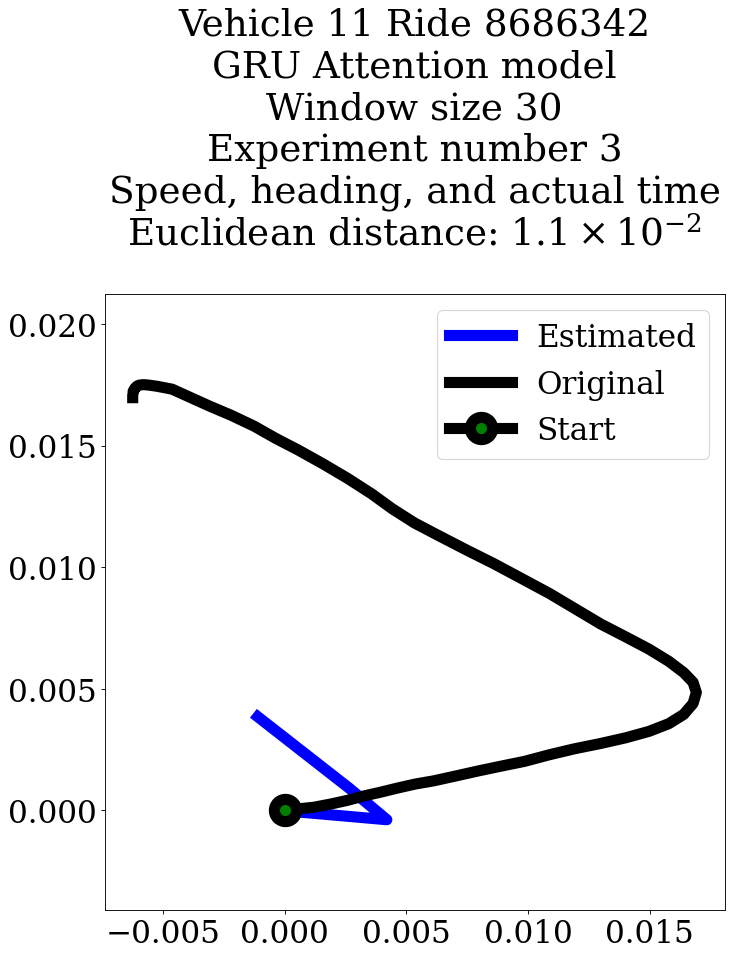 Vehicle 11 Ride 8686342
GRU Attention model
Window size 30
Experiment number 3
Speed, heading, and actual time
Euclidean distance: 1.1 × 10⁻²
Estimated
Original
Start
0.020
0.015
0.010
0.005
0.000
−0.005 0.000 0.005 0.010 0.015